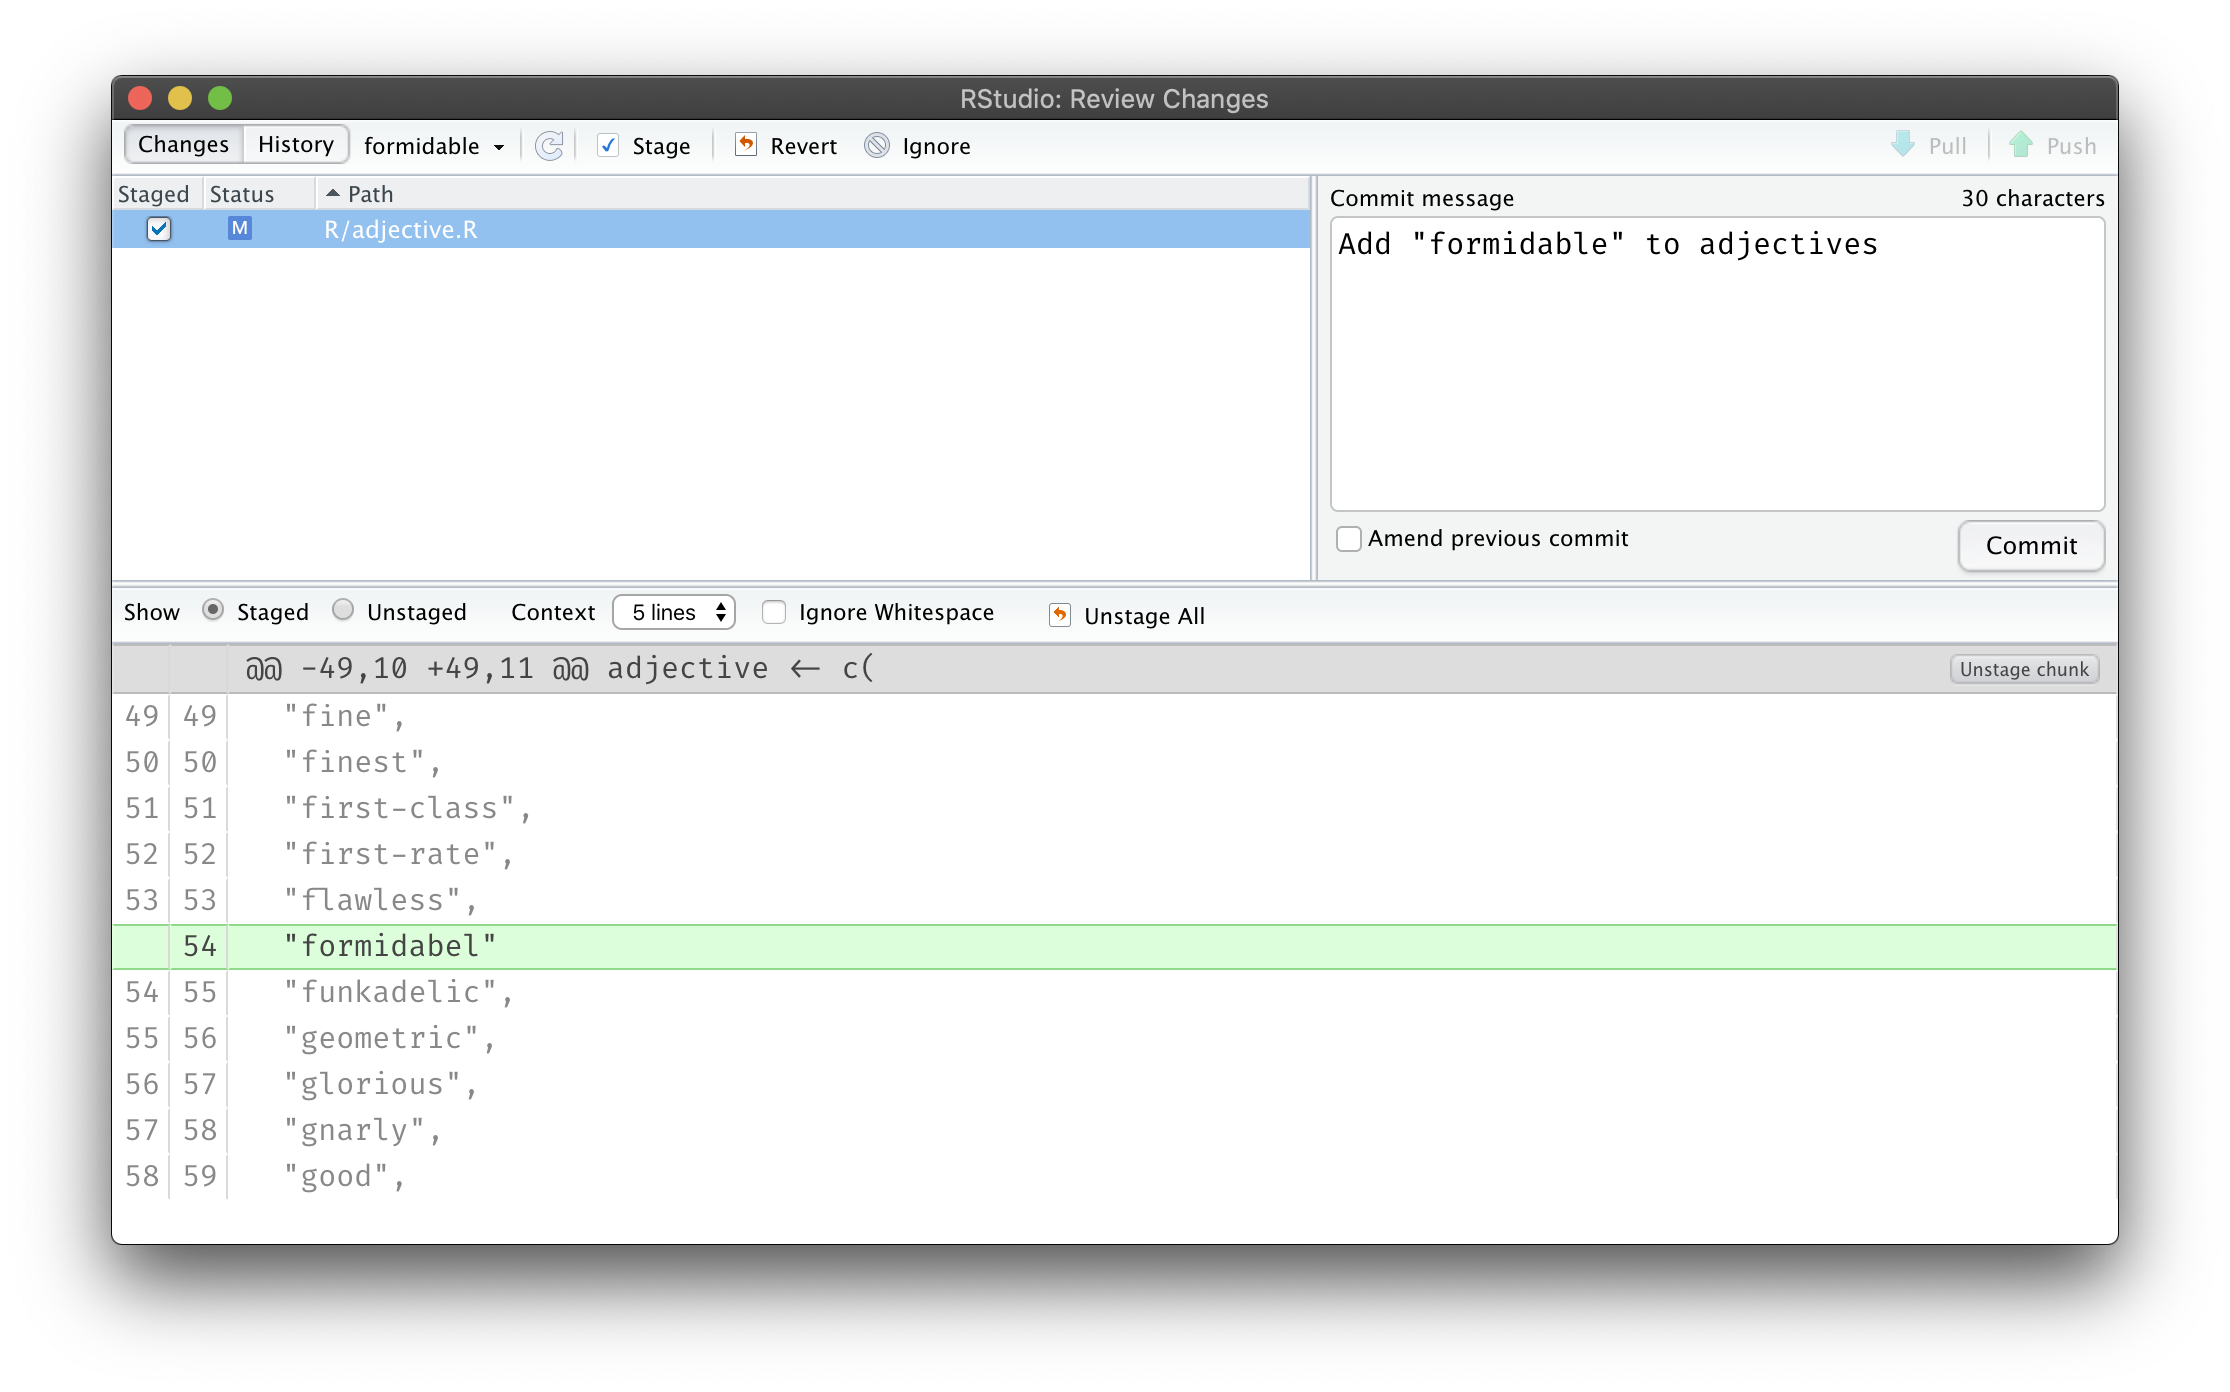 RStudio: Review Changes
Changes History formidable Stage Revert Ignore Pull Push
Staged Status Path
M R/adjective.R
Commit message 30 characters
Add "formidable" to adjectives
Amend previous commit Commit
Show Staged Unstaged Context 5 lines Ignore Whitespace Unstage All
@@ -49,10 +49,11 @@ adjective ← c( Unstage chunk
49 49 "fine",
50 50 "finest",
51 51 "first-class",
52 52 "first-rate",
53 53 "flawless",
54 "formidabel"
54 55 "funkadelic",
55 56 "geometric",
56 57 "glorious",
57 58 "gnarly",
58 59 "good",